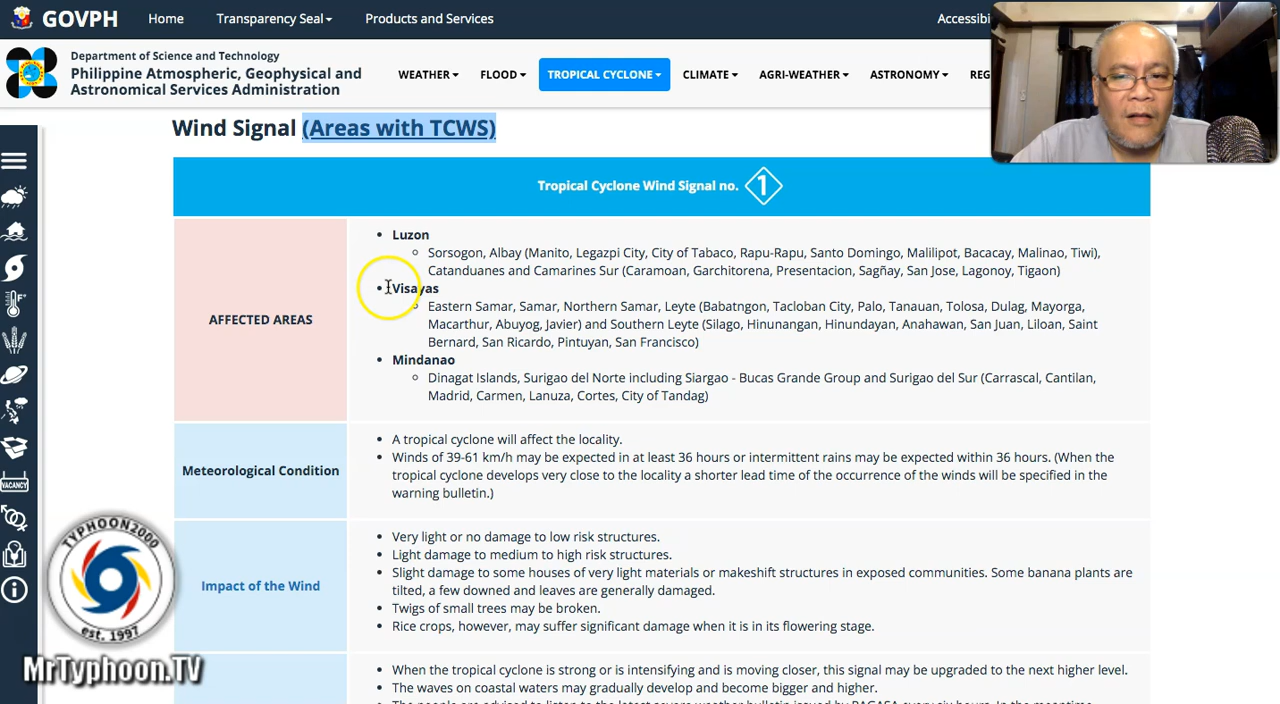 GOVPH Home Transparency Seal Products and Services
Department of Science and Technology
Philippine Atmospheric, Geophysical and
Astronomical Services Administration
WEATHER FLOOD TROPICAL CYCLONE CLIMATE AGRI-WEATHER ASTRONOMY
Wind Signal (Areas with TCWS)
Tropical Cyclone Wind Signal no. 1
AFFECTED AREAS
Luzon
Sorsogon, Albay (Manito, Legazpi City, City of Tabaco, Rapu-Rapu, Santo Domingo, Malilipot, Bacacay, Malinao, Tiwi),
Catanduanes and Camarines Sur (Caramoan, Garchitorena, Presentacion, Sagñay, San Jose, Lagonoy, Tigaon)
Visayas
Eastern Samar, Samar, Northern Samar, Leyte (Babatngon, Tacloban City, Palo, Tanauan, Tolosa, Dulag, Mayorga,
Macarthur, Abuyog, Javier) and Southern Leyte (Silago, Hinunangan, Hinundayan, Anahawan, San Juan, Liloan, Saint
Bernard, San Ricardo, Pintuyan, San Francisco)
Mindanao
Dinagat Islands, Surigao del Norte including Siargao - Bucas Grande Group and Surigao del Sur (Carrascal, Cantilan,
Madrid, Carmen, Lanuza, Cortes, City of Tandag)
Meteorological Condition
A tropical cyclone will affect the locality.
Winds of 39-61 km/h may be expected in at least 36 hours or intermittent rains may be expected within 36 hours. (When the
tropical cyclone develops very close to the locality a shorter lead time of the occurrence of the winds will be specified in the
warning bulletin.)
Impact of the Wind
Very light or no damage to low risk structures.
Light damage to medium to high risk structures.
Slight damage to some houses of very light materials or makeshift structures in exposed communities. Some banana plants are
tilted, a few downed and leaves are generally damaged.
Twigs of small trees may be broken.
Rice crops, however, may suffer significant damage when it is in its flowering stage.
When the tropical cyclone is strong or is intensifying and is moving closer, this signal may be upgraded to the next higher level.
The waves on coastal waters may gradually develop and become bigger and higher.
VACANCY
TYPHOON2000
est. 1997
MrTyphoon.TV